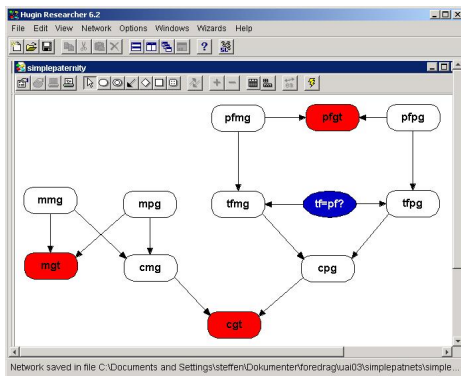 Hugin Researcher 6.2
File Edit View Network Options Windows Wizards Help
simplepaternity
pfmg pfgt pfpg
mmg mpg tfmg tf=pf? tfpg
mgt cmg cpg
cgt
Network saved in file C:\Documents and Settings\steffen\Dokumenter\foredrag\uai03\simplepatnets\simple...